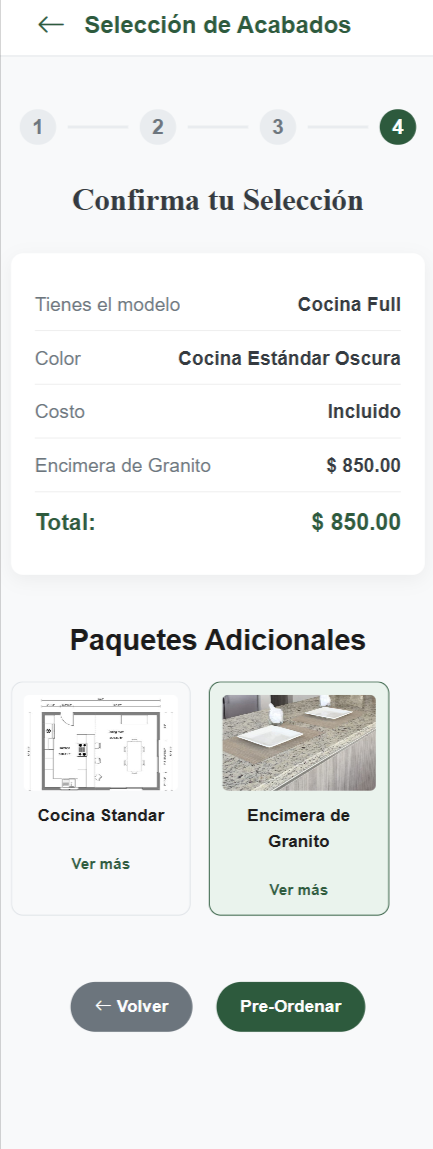 ← Selección de Acabados
1 2 3 4
Confirma tu Selección
Tienes el modelo Cocina Full
Color Cocina Estándar Oscura
Costo Incluido
Encimera de Granito $ 850.00
Total: $ 850.00
Paquetes Adicionales
Cocina Standar
Ver más
Encimera de
Granito
Ver más
← Volver
Pre-Ordenar